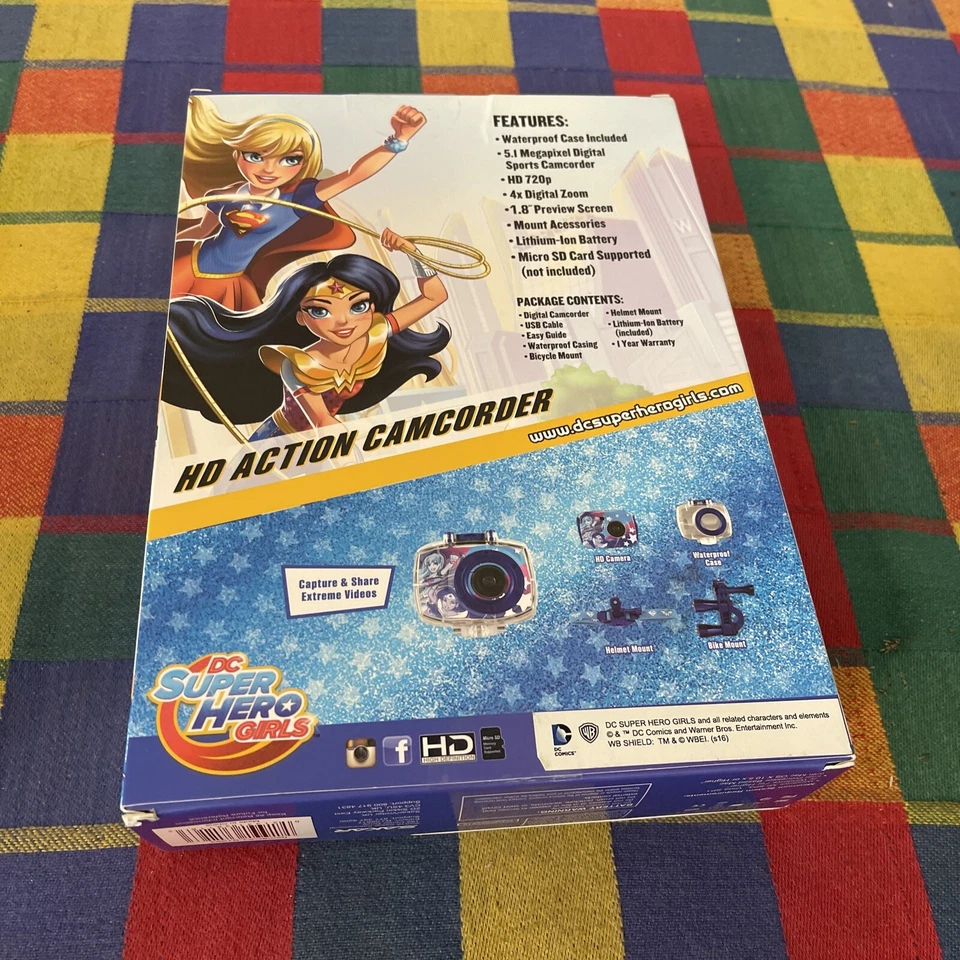 FEATURES:
• Waterproof Case Included
• 5.1 Megapixel Digital
Sports Camcorder
• HD 720p
• 4x Digital Zoom
• 1.8" Preview Screen
• Mount Acessories
• Lithium-Ion Battery
• Micro SD Card Supported
(not included)
PACKAGE CONTENTS:
• Digital Camcorder
• USB Cable
• Easy Guide
• Waterproof Casing
• Bicycle Mount
• Helmet Mount
• Lithium-Ion Battery
(included)
• 1 Year Warranty
W
HD ACTION CAMCORDER
www.dcsuperherogirls.com
Capture & Share
Extreme Videos
HD Camera
Waterproof
Case
Helmet Mount
Bike Mount
DC
SUPER
HERO
GIRLS
f
HD
HIGH DEFINITION
Micro SD
DC
COMICS
WB
DC SUPER HERO GIRLS and all related characters and elements
© & ™ DC Comics and Warner Bros. Entertainment Inc.
WB SHIELD: TM & © WBEI. (s16)